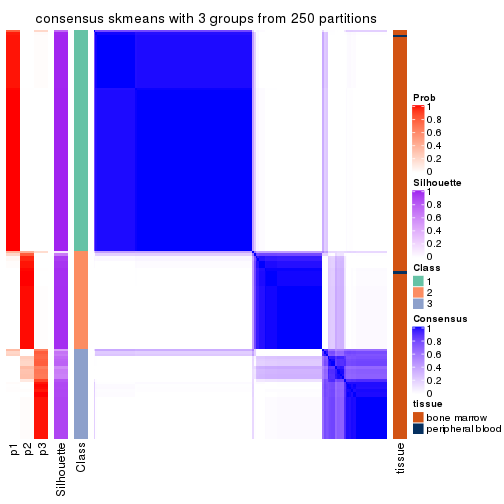 consensus skmeans with 3 groups from 250 partitions
Prob
1
0.8
0.6
0.4
0.2
0
Silhouette
1
0.8
0.6
0.4
0.2
0
Class
1
2
3
Consensus
1
0.8
0.6
0.4
0.2
0
tissue
bone marrow
peripheral blood
p1
p2
p3
Silhouette
Class
tissue